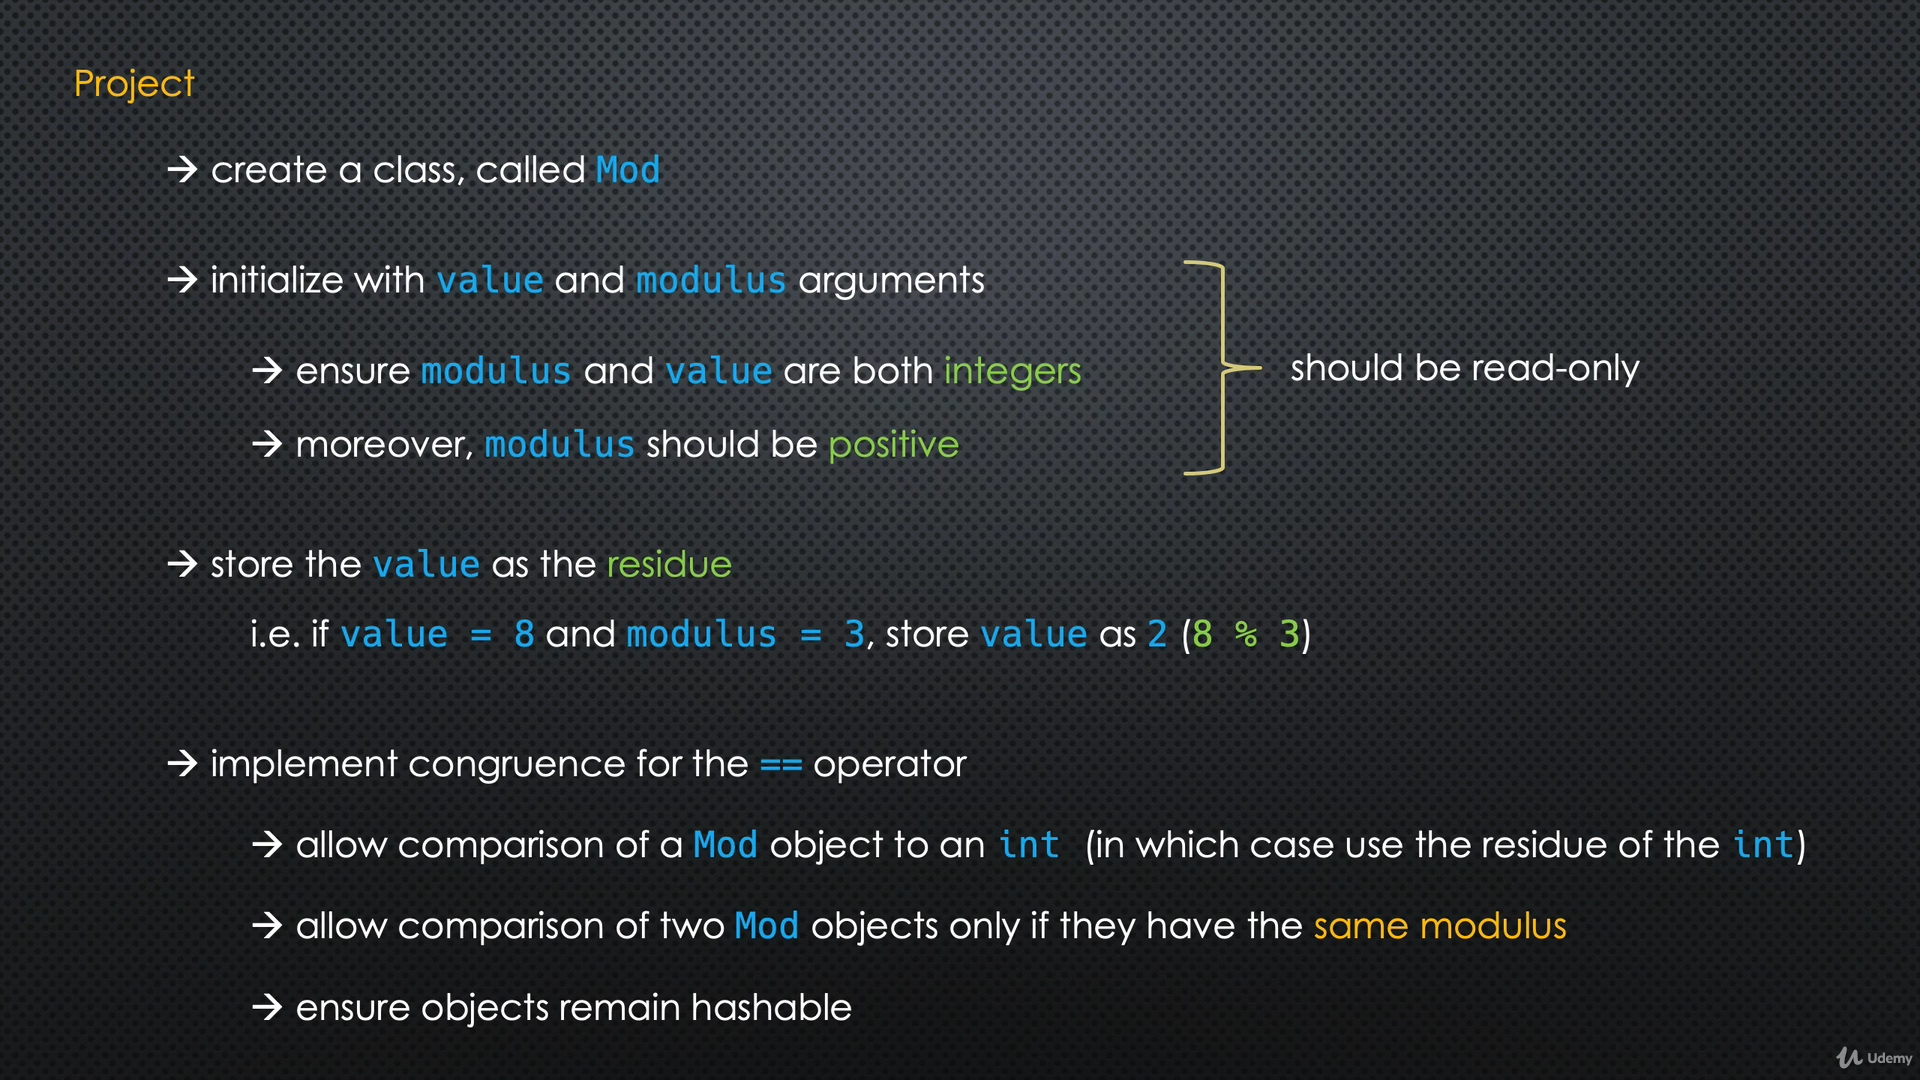 Project
→ create a class, called Mod
→ initialize with value and modulus arguments
→ ensure modulus and value are both integers
→ moreover, modulus should be positive
should be read-only
→ store the value as the residue
i.e. if value = 8 and modulus = 3, store value as 2 (8 % 3)
→ implement congruence for the == operator
→ allow comparison of a Mod object to an int (in which case use the residue of the int)
→ allow comparison of two Mod objects only if they have the same modulus
→ ensure objects remain hashable
Udemy